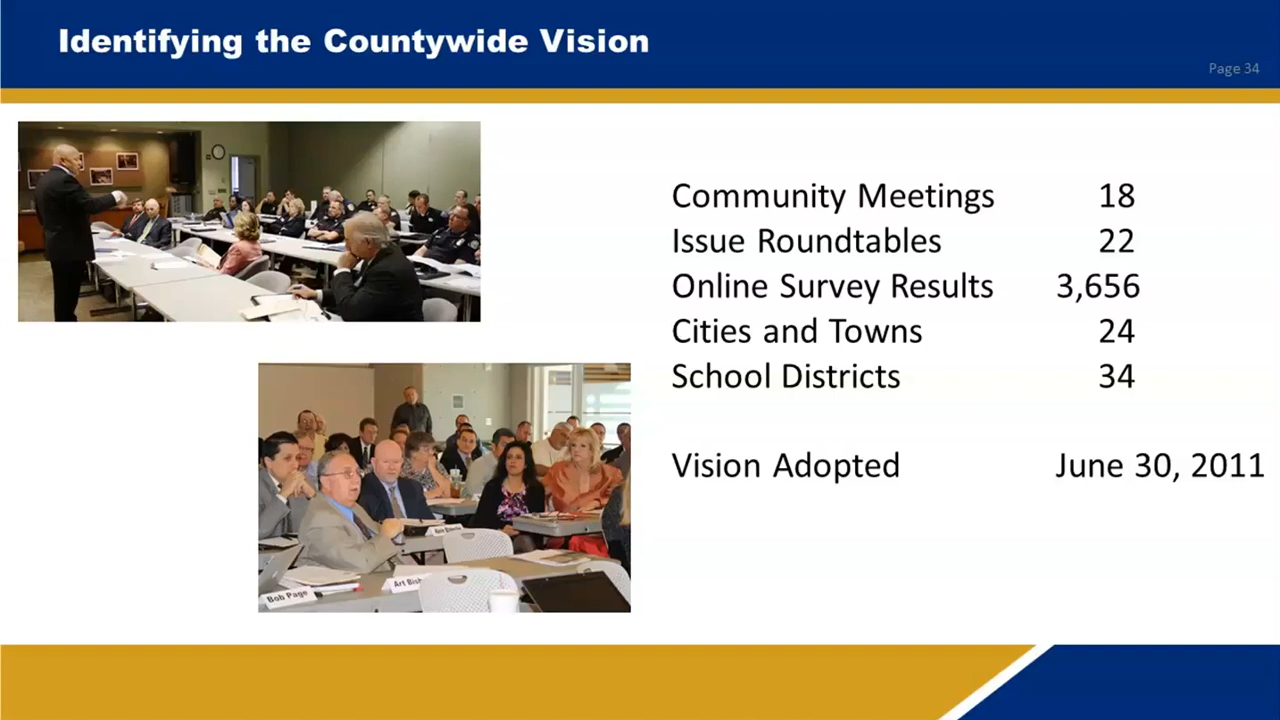 Identifying the Countywide Vision
Page 34
Community Meetings 18
Issue Roundtables 22
Online Survey Results 3,656
Cities and Towns 24
School Districts 34
Vision Adopted June 30, 2011
Art Bish
Bob Page